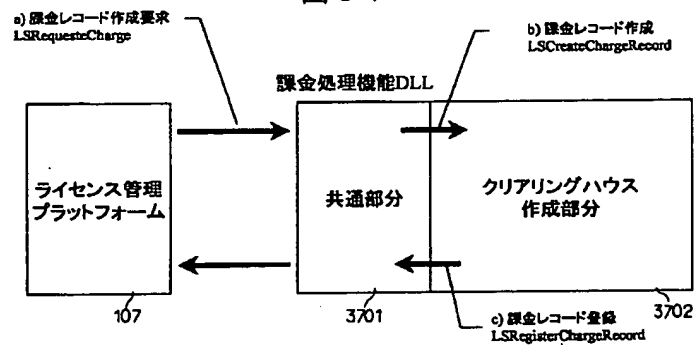 a) 課金レコード作成要求
LSRequesteCharge
b) 課金レコード作成
LSCreateChargeRecord
課金処理機能DLL
ライセンス管理
プラットフォーム
共通部分
クリアリングハウス
作成部分
107
3701
3702
c) 課金レコード登録
LSRegisterChargeRecord